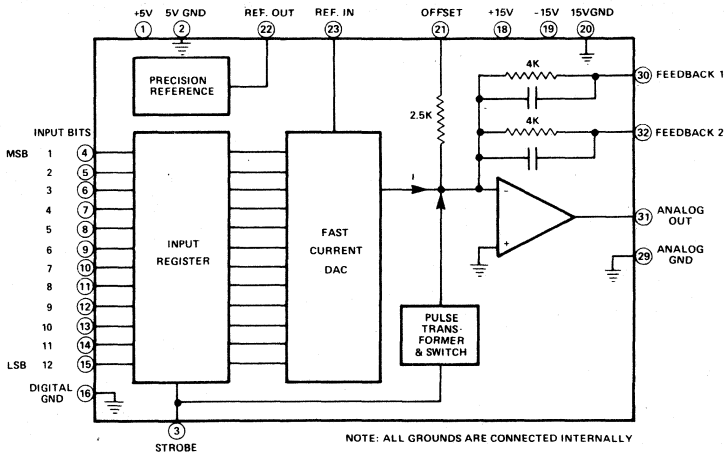 +5V 5V GND REF. OUT REF. IN OFFSET +15V -15V 15VGND
1 2 22 23 21 18 19 20
PRECISION
REFERENCE
4K
30 FEEDBACK 1
2.5K
4K
32 FEEDBACK 2
INPUT BITS
MSB 1 4
2 5
3 6
4 7
5 8
6 9
7 10
8 11
9 12
10 13
11 14
LSB 12 15
DIGITAL
GND
16
INPUT
REGISTER
FAST
CURRENT
DAC
I
-
+
31 ANALOG
OUT
29 ANALOG
GND
PULSE
TRANS-
FORMER
& SWITCH
3
STROBE
NOTE: ALL GROUNDS ARE CONNECTED INTERNALLY